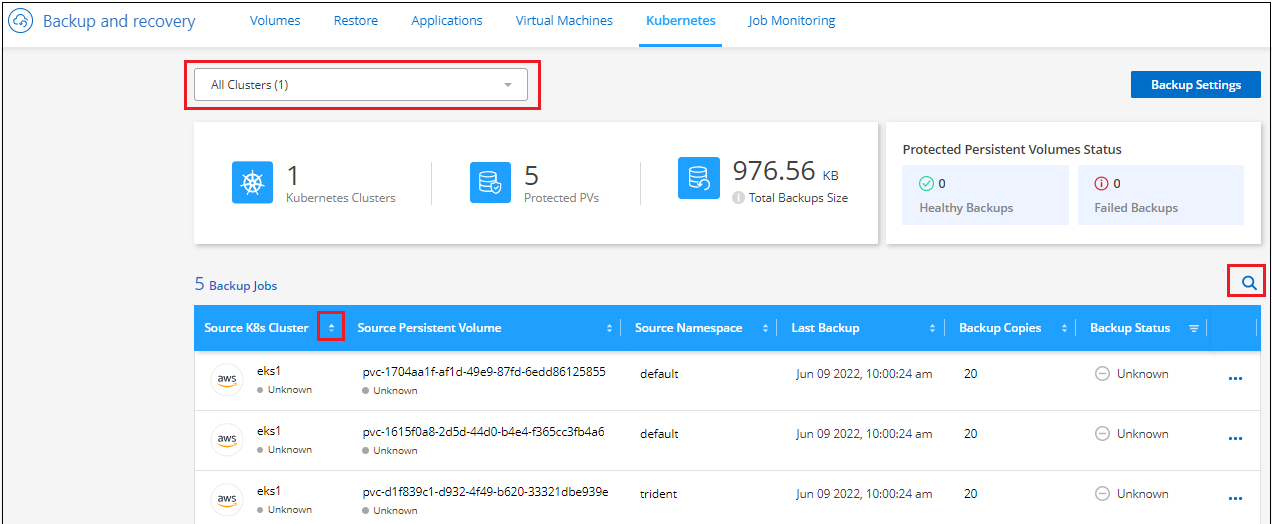 Backup and recovery Volumes Restore Applications Virtual Machines Kubernetes Job Monitoring
All Clusters (1) Backup Settings
1 Kubernetes Clusters
5 Protected PVs
976.56 KB
Total Backups Size
Protected Persistent Volumes Status
0
Healthy Backups
0
Failed Backups
5 Backup Jobs
Source K8s Cluster Source Persistent Volume Source Namespace Last Backup Backup Copies Backup Status
aws eks1 pvc-1704aa1f-af1d-49e9-87fd-6edd86125855 default Jun 09 2022, 10:00:24 am 20 Unknown
Unknown Unknown
aws eks1 pvc-1615f0a8-2d5d-44d0-b4e4-f365cc3fb4a6 default Jun 09 2022, 10:00:24 am 20 Unknown
Unknown Unknown
aws eks1 pvc-d1f839c1-d932-4f49-b620-33321dbe939e trident Jun 09 2022, 10:00:24 am 20 Unknown
Unknown Unknown